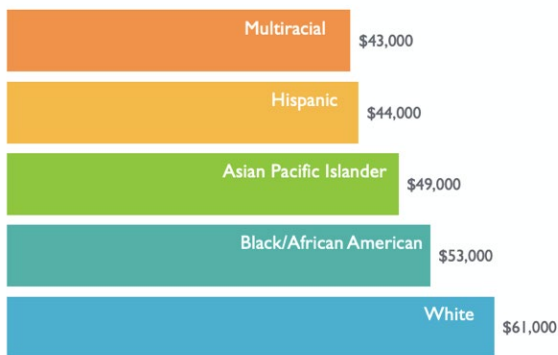 Multiracial
$43,000
Hispanic
$44,000
Asian Pacific Islander
$49,000
Black/African American
$53,000
White
$61,000